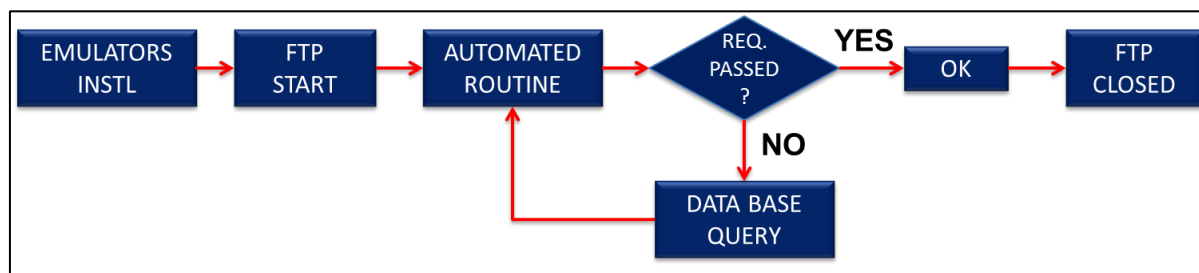 EMULATORS
INSTL
FTP
START
AUTOMATED
ROUTINE
REQ.
PASSED
?
YES
OK
FTP
CLOSED
NO
DATA BASE
QUERY